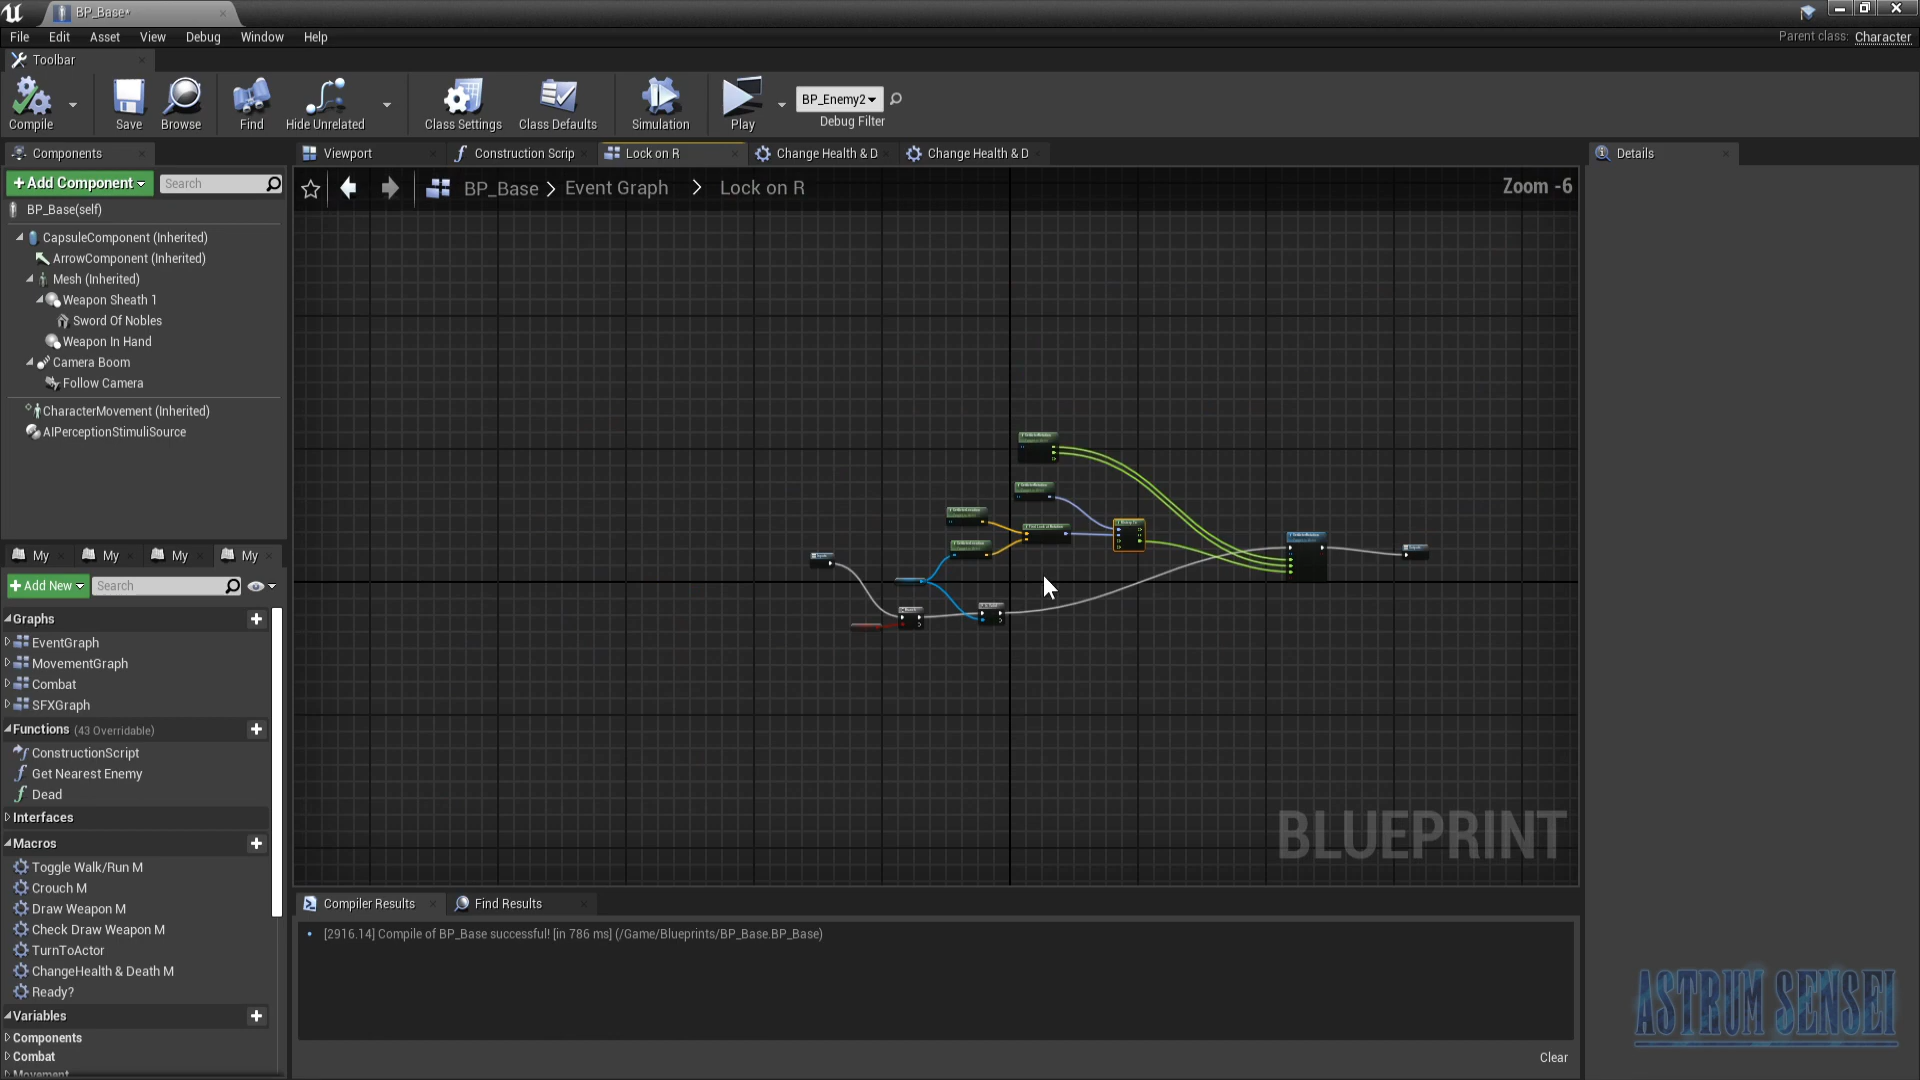 BP_Base*
File Edit Asset View Debug Window Help
Parent class: Character
Toolbar
Compile Save Browse Find Hide Unrelated Class Settings Class Defaults Simulation Play BP_Enemy2 Debug Filter
Components
Viewport Construction Scrip Lock on R Change Health & D Change Health & D
Details
+Add Component Search
BP_Base > Event Graph > Lock on R
Zoom -6
BP_Base(self)
CapsuleComponent (Inherited)
ArrowComponent (Inherited)
Mesh (Inherited)
Weapon Sheath 1
Sword Of Nobles
Weapon In Hand
Camera Boom
Follow Camera
CharacterMovement (Inherited)
AIPerceptionStimuliSource
My My My My
+Add New Search
Graphs
EventGraph
MovementGraph
Combat
SFXGraph
Functions (43 Overridable)
ConstructionScript
Get Nearest Enemy
Dead
Interfaces
Macros
Toggle Walk/Run M
Crouch M
Draw Weapon M
Check Draw Weapon M
TurnToActor
ChangeHealth & Death M
Ready?
Variables
Components
Combat
Movement
BLUEPRINT
Compiler Results Find Results
[2916.14] Compile of BP_Base successful! [in 786 ms] (/Game/Blueprints/BP_Base.BP_Base)
Clear
ASTRUM SENSEI